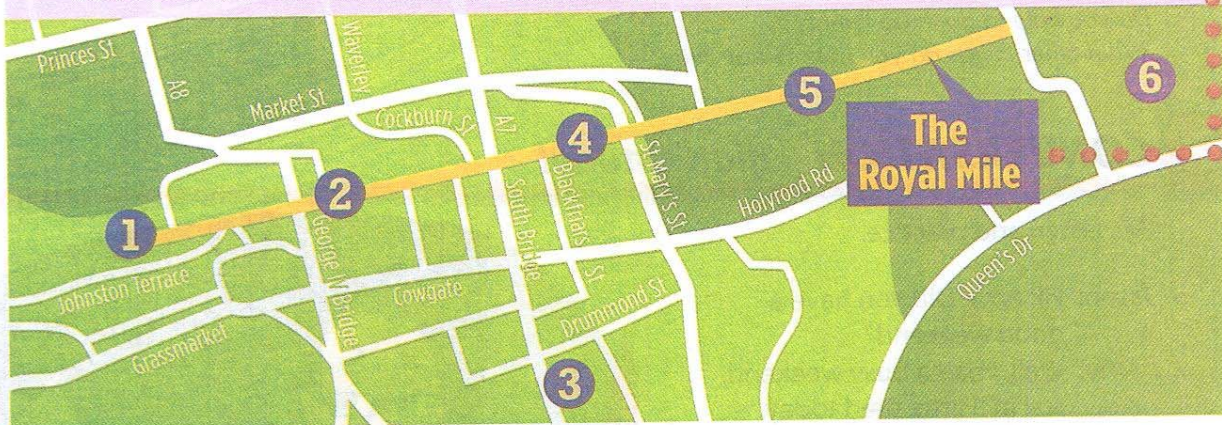 Princes St
A8
Waverley
Market St
Cockburn St
A7
1
2
3
4
5
6
The
Royal Mile
South Bridge
Blackfriars St
St Mary's St
Holyrood Rd
Queen's Dr
Johnston Terrace
George IV Bridge
Cowgate
Drummond St
Grassmarket